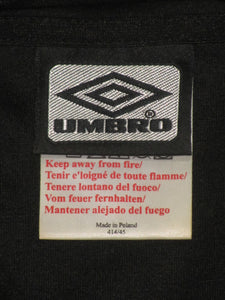 UMBRO
Keep away from fire/
Tenir c'eloigné de toute flamme/
Tenere lontano del fuoco/
Vom feuer fernhalten/
Mantener alejado del fuego
Made in Poland
414/45